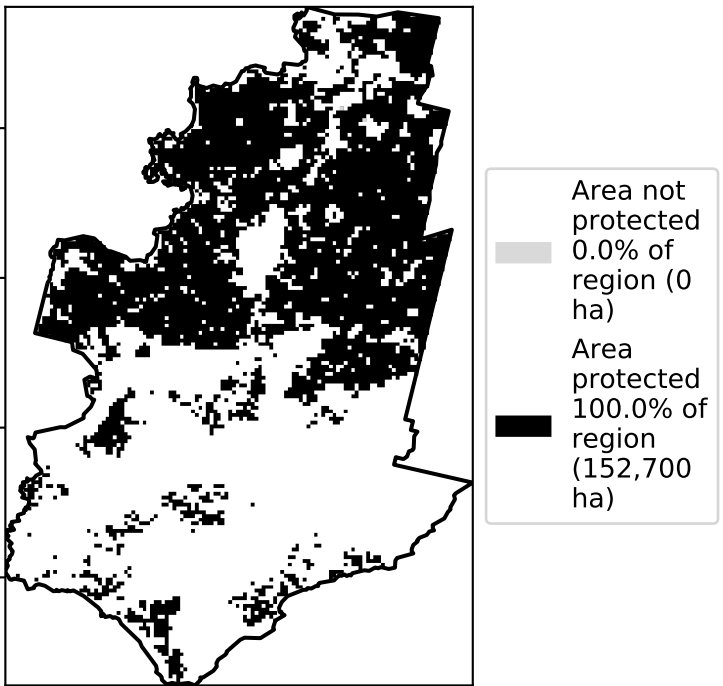 Area not
protected
0.0% of
region (0
ha)
Area
protected
100.0% of
region
(152,700
ha)